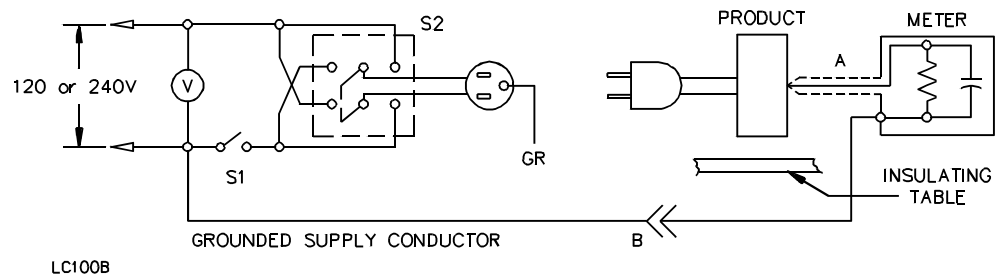 PRODUCT
METER
S2
A
120 or 240V
V
S1
GR
INSULATING
TABLE
GROUNDED SUPPLY CONDUCTOR
B
LC100B